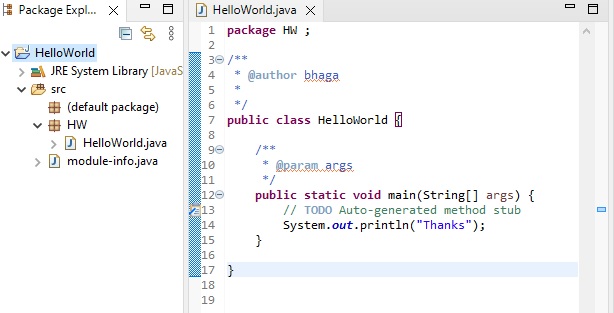 Package Expl...
HelloWorld
JRE System Library [JavaS
src
(default package)
HW
HelloWorld.java
module-info.java
HelloWorld.java
1 package HW ;
2
3 /**
4  * @author bhaga
5  *
6  */
7 public class HelloWorld {
8
9     /**
10      * @param args
11      */
12     public static void main(String[] args) {
13         // TODO Auto-generated method stub
14         System.out.println("Thanks");
15     }
16
17 }
18
19